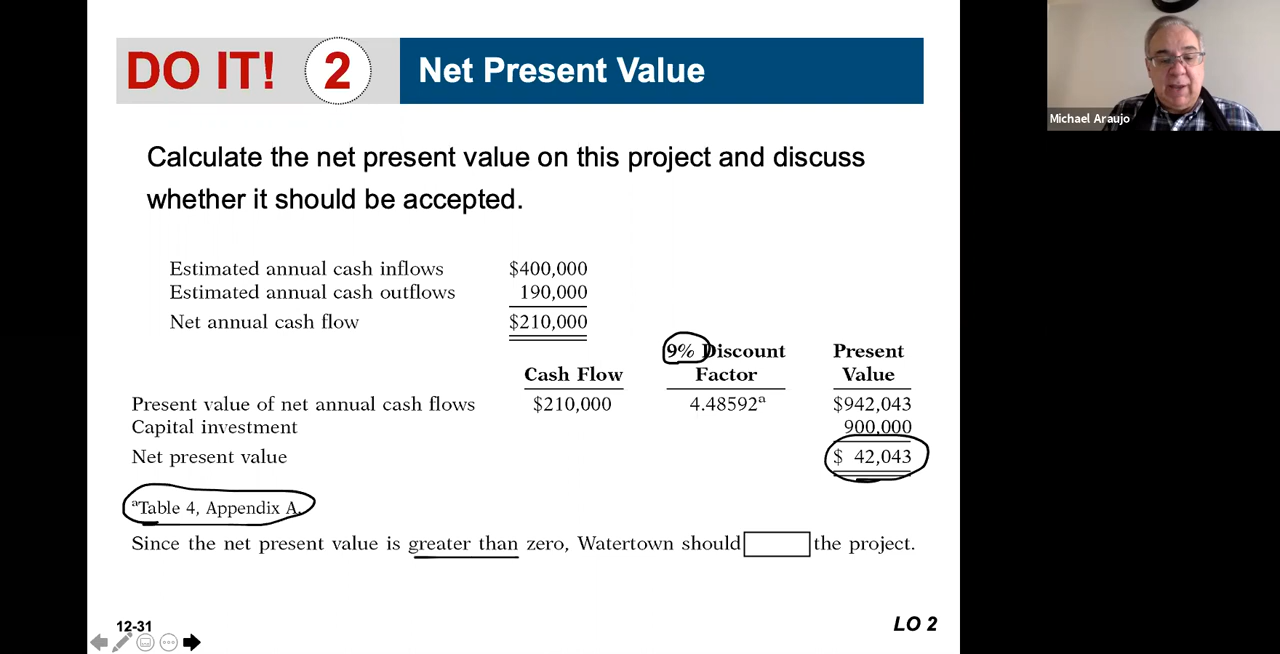 DO IT! 2 Net Present Value
Michael Araujo
Calculate the net present value on this project and discuss
whether it should be accepted.
Estimated annual cash inflows $400,000
Estimated annual cash outflows 190,000
Net annual cash flow $210,000
9% Discount Present
Cash Flow Factor Value
Present value of net annual cash flows $210,000 4.48592ª $942,043
Capital investment 900,000
Net present value $ 42,043
ªTable 4, Appendix A.
Since the net present value is greater than zero, Watertown should the project.
12-31
LO 2